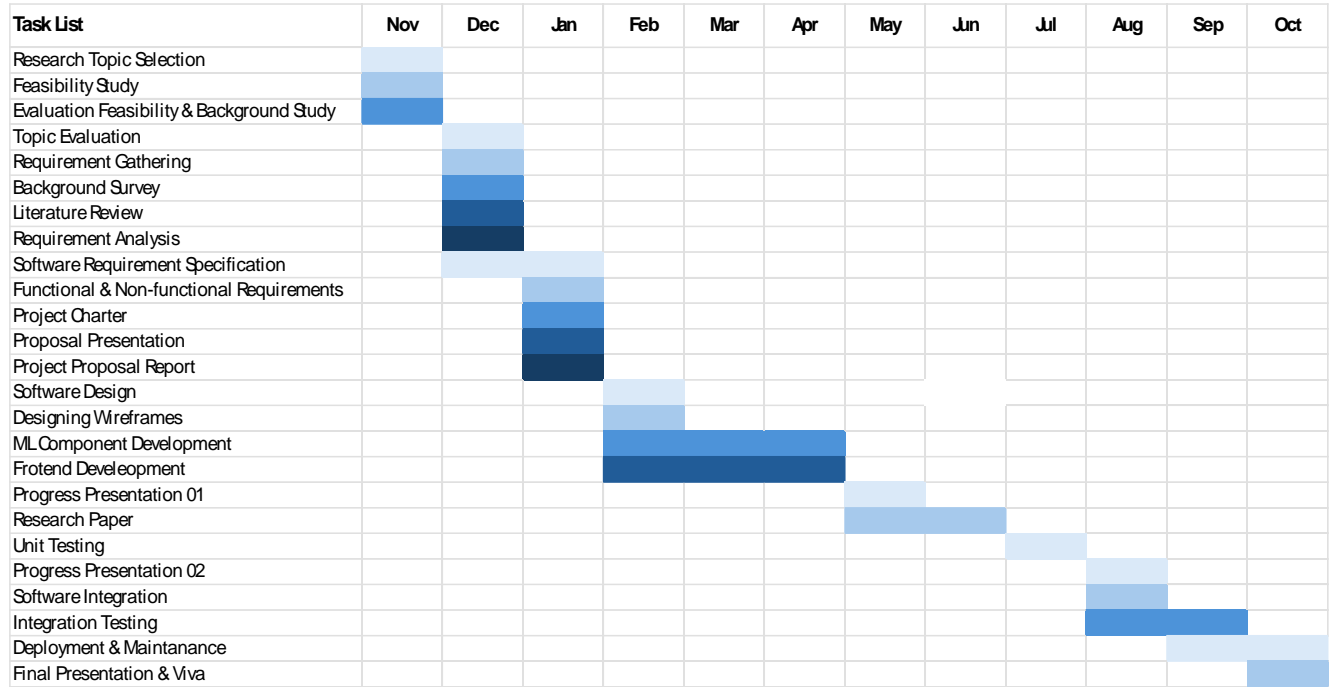 Task List Nov Dec Jan Feb Mar Apr May Jun Jul Aug Sep Oct
Research Topic Selection
Feasibility Study
Evaluation Feasibility & Background Study
Topic Evaluation
Requirement Gathering
Background Survey
Literature Review
Requirement Analysis
Software Requirement Specification
Functional & Non-functional Requirements
Project Charter
Proposal Presentation
Project Proposal Report
Software Design
Designing Wireframes
ML Component Development
Frotend Develeopment
Progress Presentation 01
Research Paper
Unit Testing
Progress Presentation 02
Software Integration
Integration Testing
Deployment & Maintanance
Final Presentation & Viva